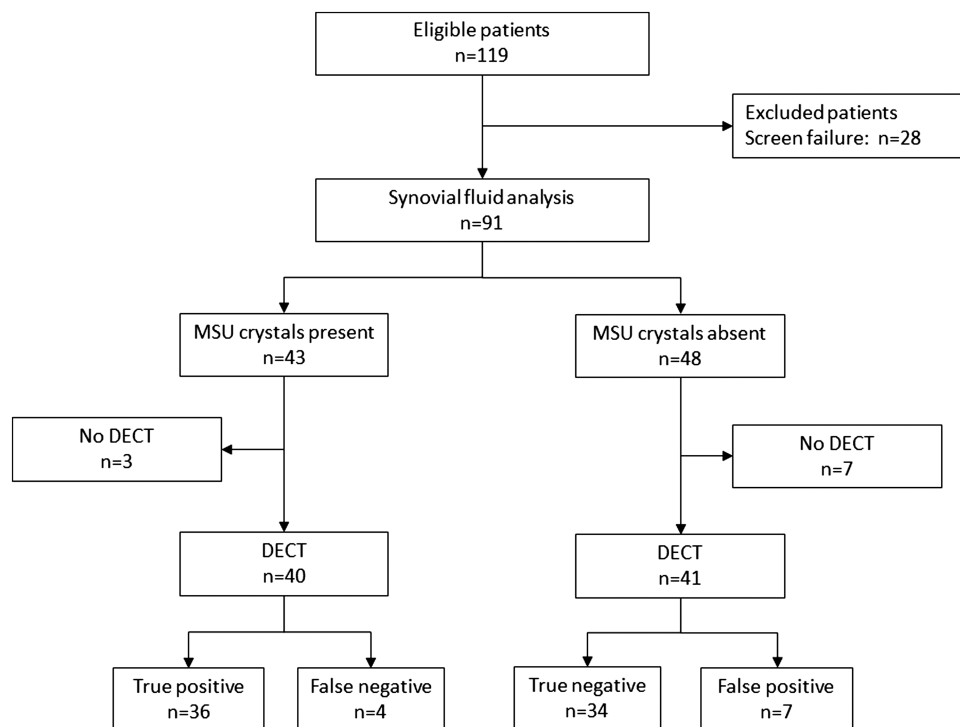 Eligible patients
n=119
Excluded patients
Screen failure: n=28
Synovial fluid analysis
n=91
MSU crystals present
n=43
MSU crystals absent
n=48
No DECT
n=3
No DECT
n=7
DECT
n=40
DECT
n=41
True positive
n=36
False negative
n=4
True negative
n=34
False positive
n=7